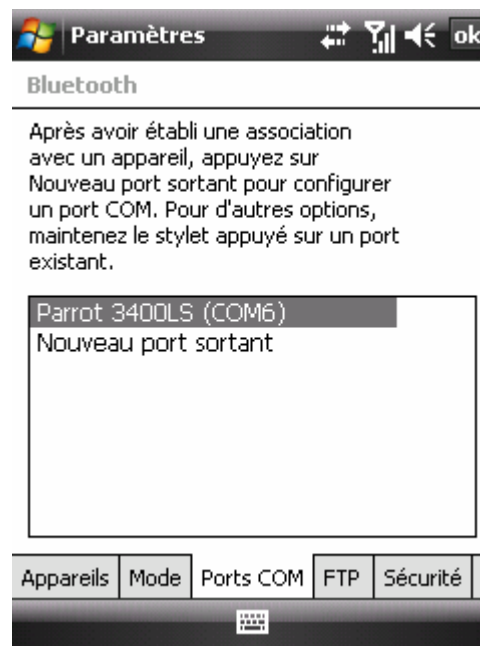 Paramètres ok
Bluetooth
Après avoir établi une association
avec un appareil, appuyez sur
Nouveau port sortant pour configurer
un port COM. Pour d'autres options,
maintenez le stylet appuyé sur un port
existant.
Parrot 3400LS (COM6)
Nouveau port sortant
Appareils Mode Ports COM FTP Sécurité